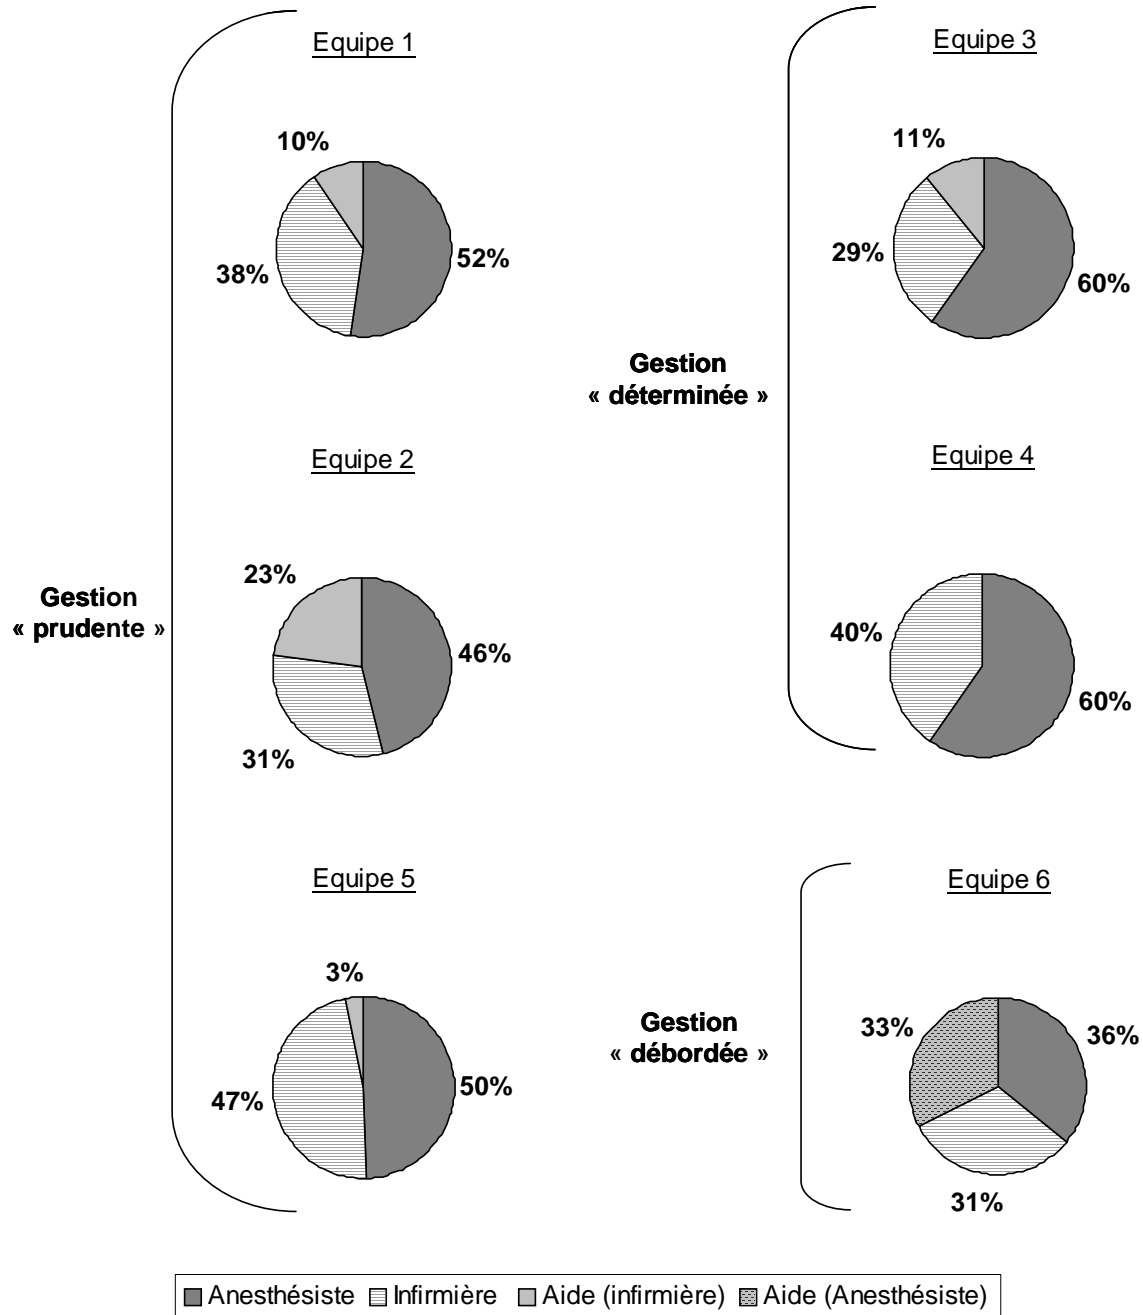 Equipe 1
10%
38%
52%
Equipe 2
23%
46%
31%
Gestion
« prudente »
Equipe 5
3%
47%
50%
Equipe 3
11%
29%
60%
Gestion
« déterminée »
Equipe 4
40%
60%
Equipe 6
33%
36%
31%
Gestion
« débordée »
Anesthésiste Infirmière Aide (infirmière) Aide (Anesthésiste)